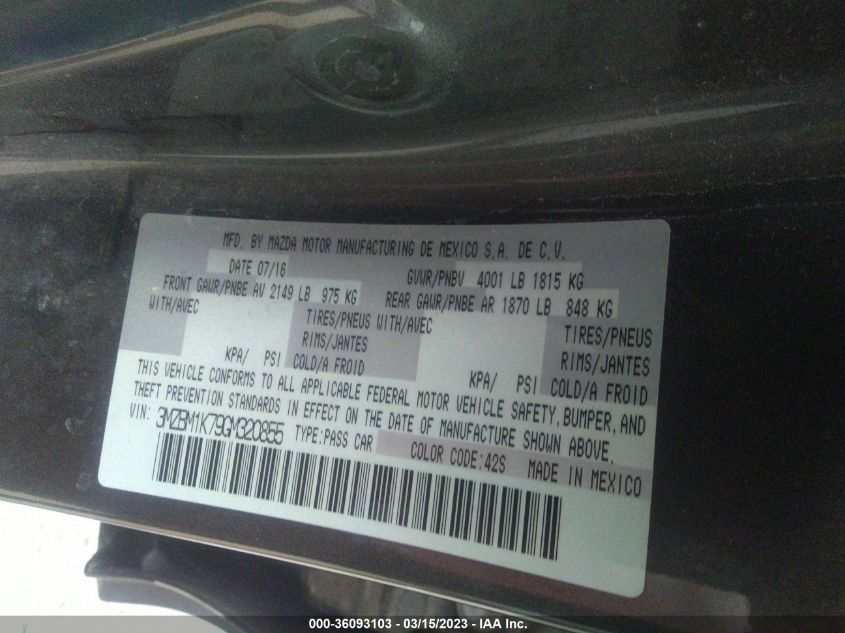 MFD. BY MAZDA MOTOR MANUFACTURING DE MEXICO S.A. DE C.V.
DATE 07/16 GVWR/PNBV 4001 LB 1815 KG
FRONT GAWR/PNBE AV 2149 LB 975 KG REAR GAWR/PNBE AR 1870 LB 848 KG
WITH/AVEC TIRES/PNEUS WITH/AVEC TIRES/PNEUS
RIMS/JANTES RIMS/JANTES
KPA/ PSI COLD/A FROID KPA/ PSI COLD/A FROID
THIS VEHICLE CONFORMS TO ALL APPLICABLE FEDERAL MOTOR VEHICLE SAFETY, BUMPER, AND
THEFT PREVENTION STANDARDS IN EFFECT ON THE DATE OF MANUFACTURE SHOWN ABOVE.
VIN: 3MZBM1K79GM320855 TYPE:PASS CAR COLOR CODE:42S MADE IN MEXICO
000-36093103 - 03/15/2023 - IAA Inc.